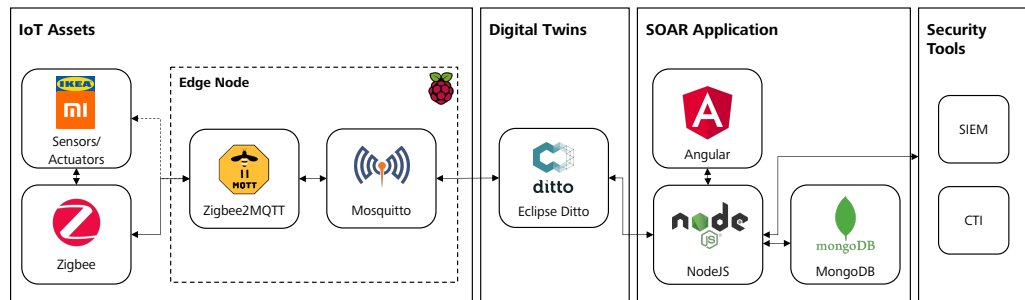 IoT Assets
Digital Twins
SOAR Application
Security
Tools
Edge Node
IKEA
mi
Sensors/
Actuators
Zigbee
MQTT
Zigbee2MQTT
Mosquitto
ditto
Eclipse Ditto
Angular
node
JS
NodeJS
mongoDB
MongoDB
SIEM
CTI